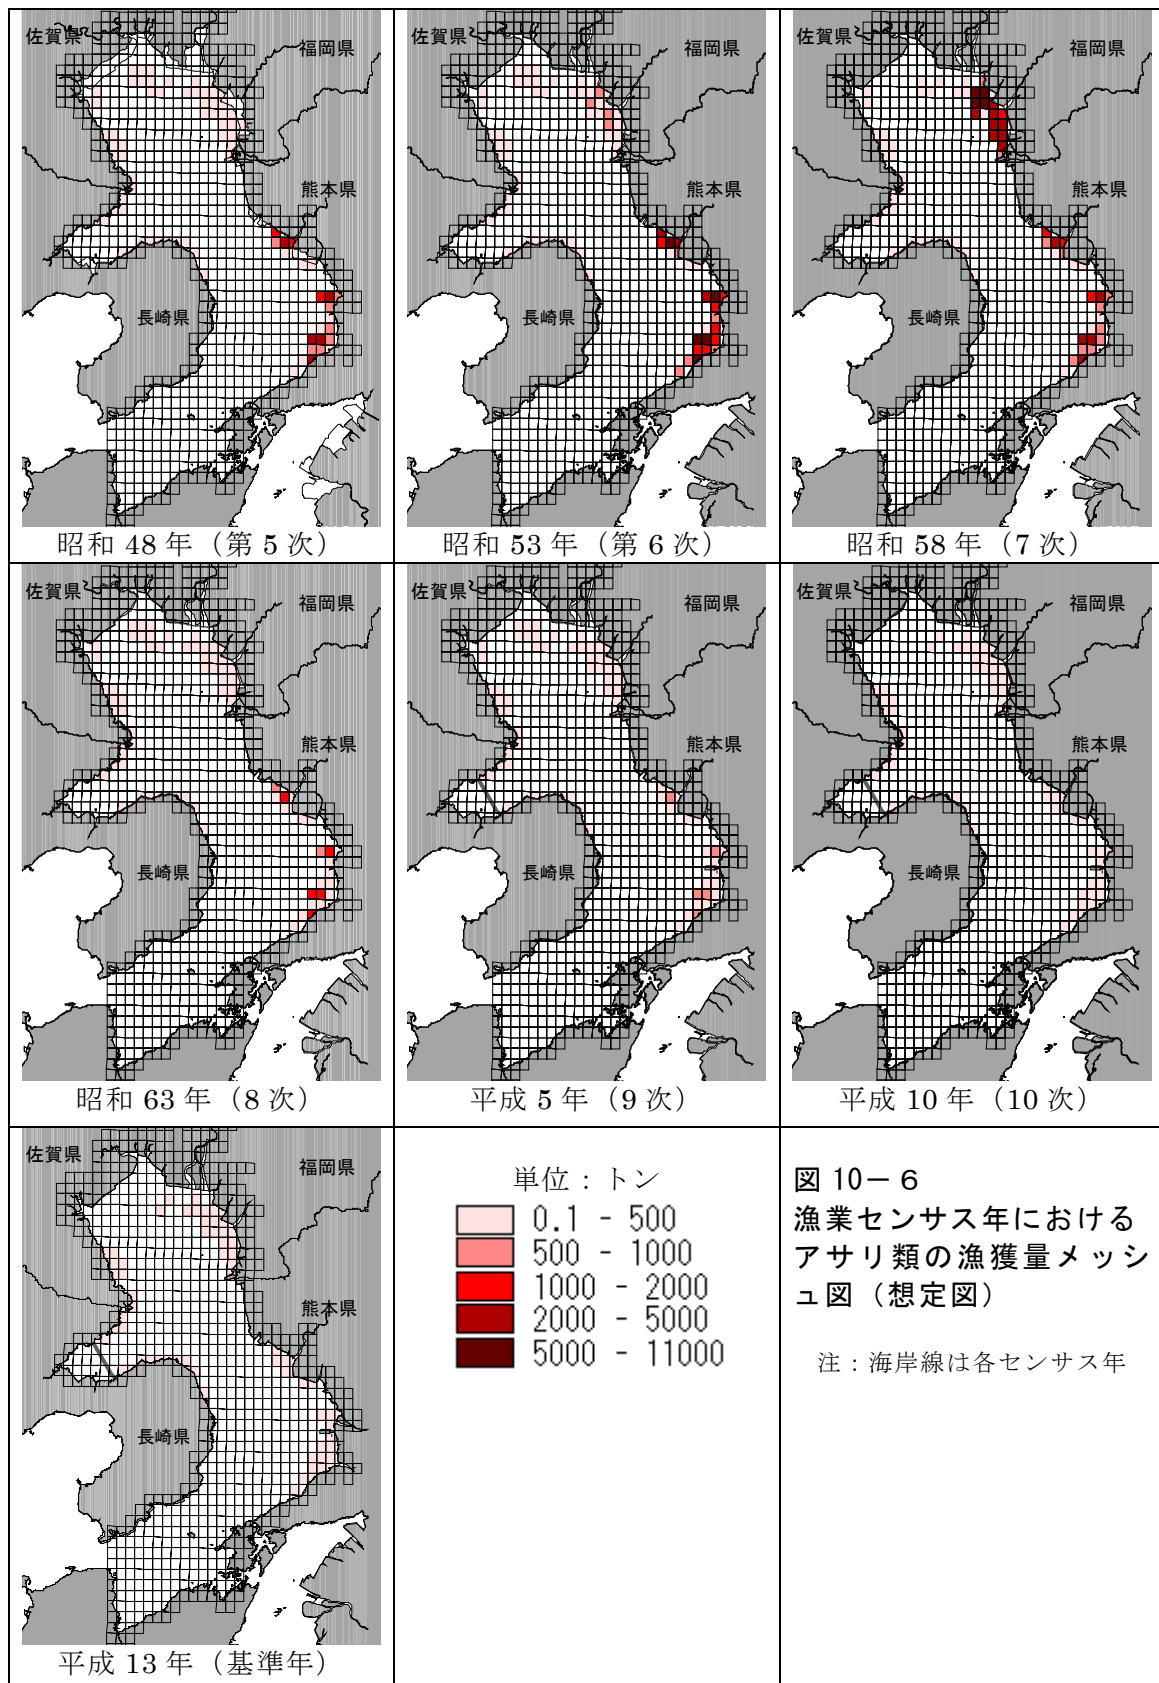 佐賀県
福岡県
熊本県
長崎県
昭和 48 年（第 5 次）
佐賀県
福岡県
熊本県
長崎県
昭和 53 年（第 6 次）
佐賀県
福岡県
熊本県
長崎県
昭和 58 年（7 次）
佐賀県
福岡県
熊本県
長崎県
昭和 63 年（8 次）
佐賀県
福岡県
熊本県
長崎県
平成 5 年（9 次）
佐賀県
福岡県
熊本県
長崎県
平成 10 年（10 次）
佐賀県
福岡県
熊本県
長崎県
平成 13 年（基準年）
単位：トン
0.1 - 500
500 - 1000
1000 - 2000
2000 - 5000
5000 - 11000
図 10－６
漁業センサス年における
アサリ類の漁獲量メッシ
ュ図（想定図）
注：海岸線は各センサス年